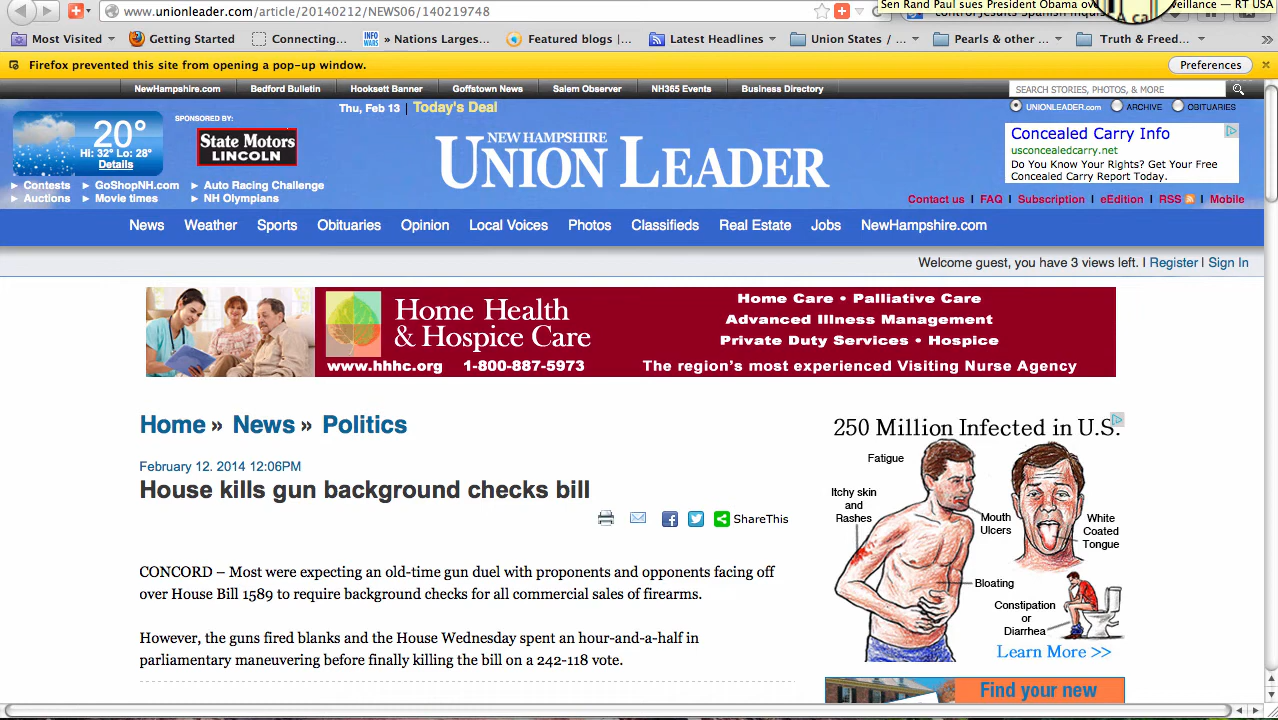 Sen Rand Paul sues President Obama ov
veillance — RT USA
www.unionleader.com/article/20140212/NEWS06/140219748
Most Visited
Getting Started
Connecting...
INFO WARS
» Nations Larges...
Featured blogs |...
Latest Headlines
Union States / ...
Pearls & other ...
Truth & Freed...
Firefox prevented this site from opening a pop-up window.
Preferences
NewHampshire.com
Bedford Bulletin
Hooksett Banner
Goffstown News
Salem Observer
NH365 Events
Business Directory
SEARCH STORIES, PHOTOS, & MORE
UNIONLEADER.com
ARCHIVE
OBITUARIES
Thu, Feb 13 | Today's Deal
20°
Hi: 32° Lo: 28°
Details
SPONSORED BY:
State Motors
LINCOLN
NEW HAMPSHIRE
UNION LEADER
Concealed Carry Info
usconcealedcarry.net
Do You Know Your Rights? Get Your Free
Concealed Carry Report Today.
Contests
GoShopNH.com
Auto Racing Challenge
Auctions
Movie times
NH Olympians
Contact us | FAQ | Subscription | eEdition | RSS | Mobile
News
Weather
Sports
Obituaries
Opinion
Local Voices
Photos
Classifieds
Real Estate
Jobs
NewHampshire.com
Welcome guest, you have 3 views left. | Register | Sign In
Home Health
& Hospice Care
www.hhhc.org 1-800-887-5973
Home Care • Palliative Care
Advanced Illness Management
Private Duty Services • Hospice
The region's most experienced Visiting Nurse Agency
Home » News » Politics
February 12. 2014 12:06PM
House kills gun background checks bill
ShareThis
CONCORD – Most were expecting an old-time gun duel with proponents and opponents facing off
over House Bill 1589 to require background checks for all commercial sales of firearms.
However, the guns fired blanks and the House Wednesday spent an hour-and-a-half in
parliamentary maneuvering before finally killing the bill on a 242-118 vote.
250 Million Infected in U.S.
Fatigue
Itchy skin
and
Rashes
Mouth
Ulcers
White
Coated
Tongue
Bloating
Constipation
or
Diarrhea
Learn More >>
Find your new